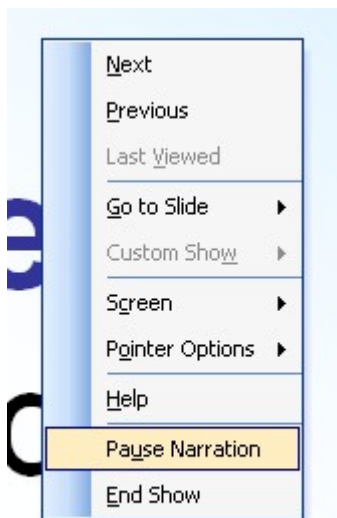 Next
Previous
Last Viewed
Go to Slide
Custom Show
Screen
Pointer Options
Help
Pause Narration
End Show